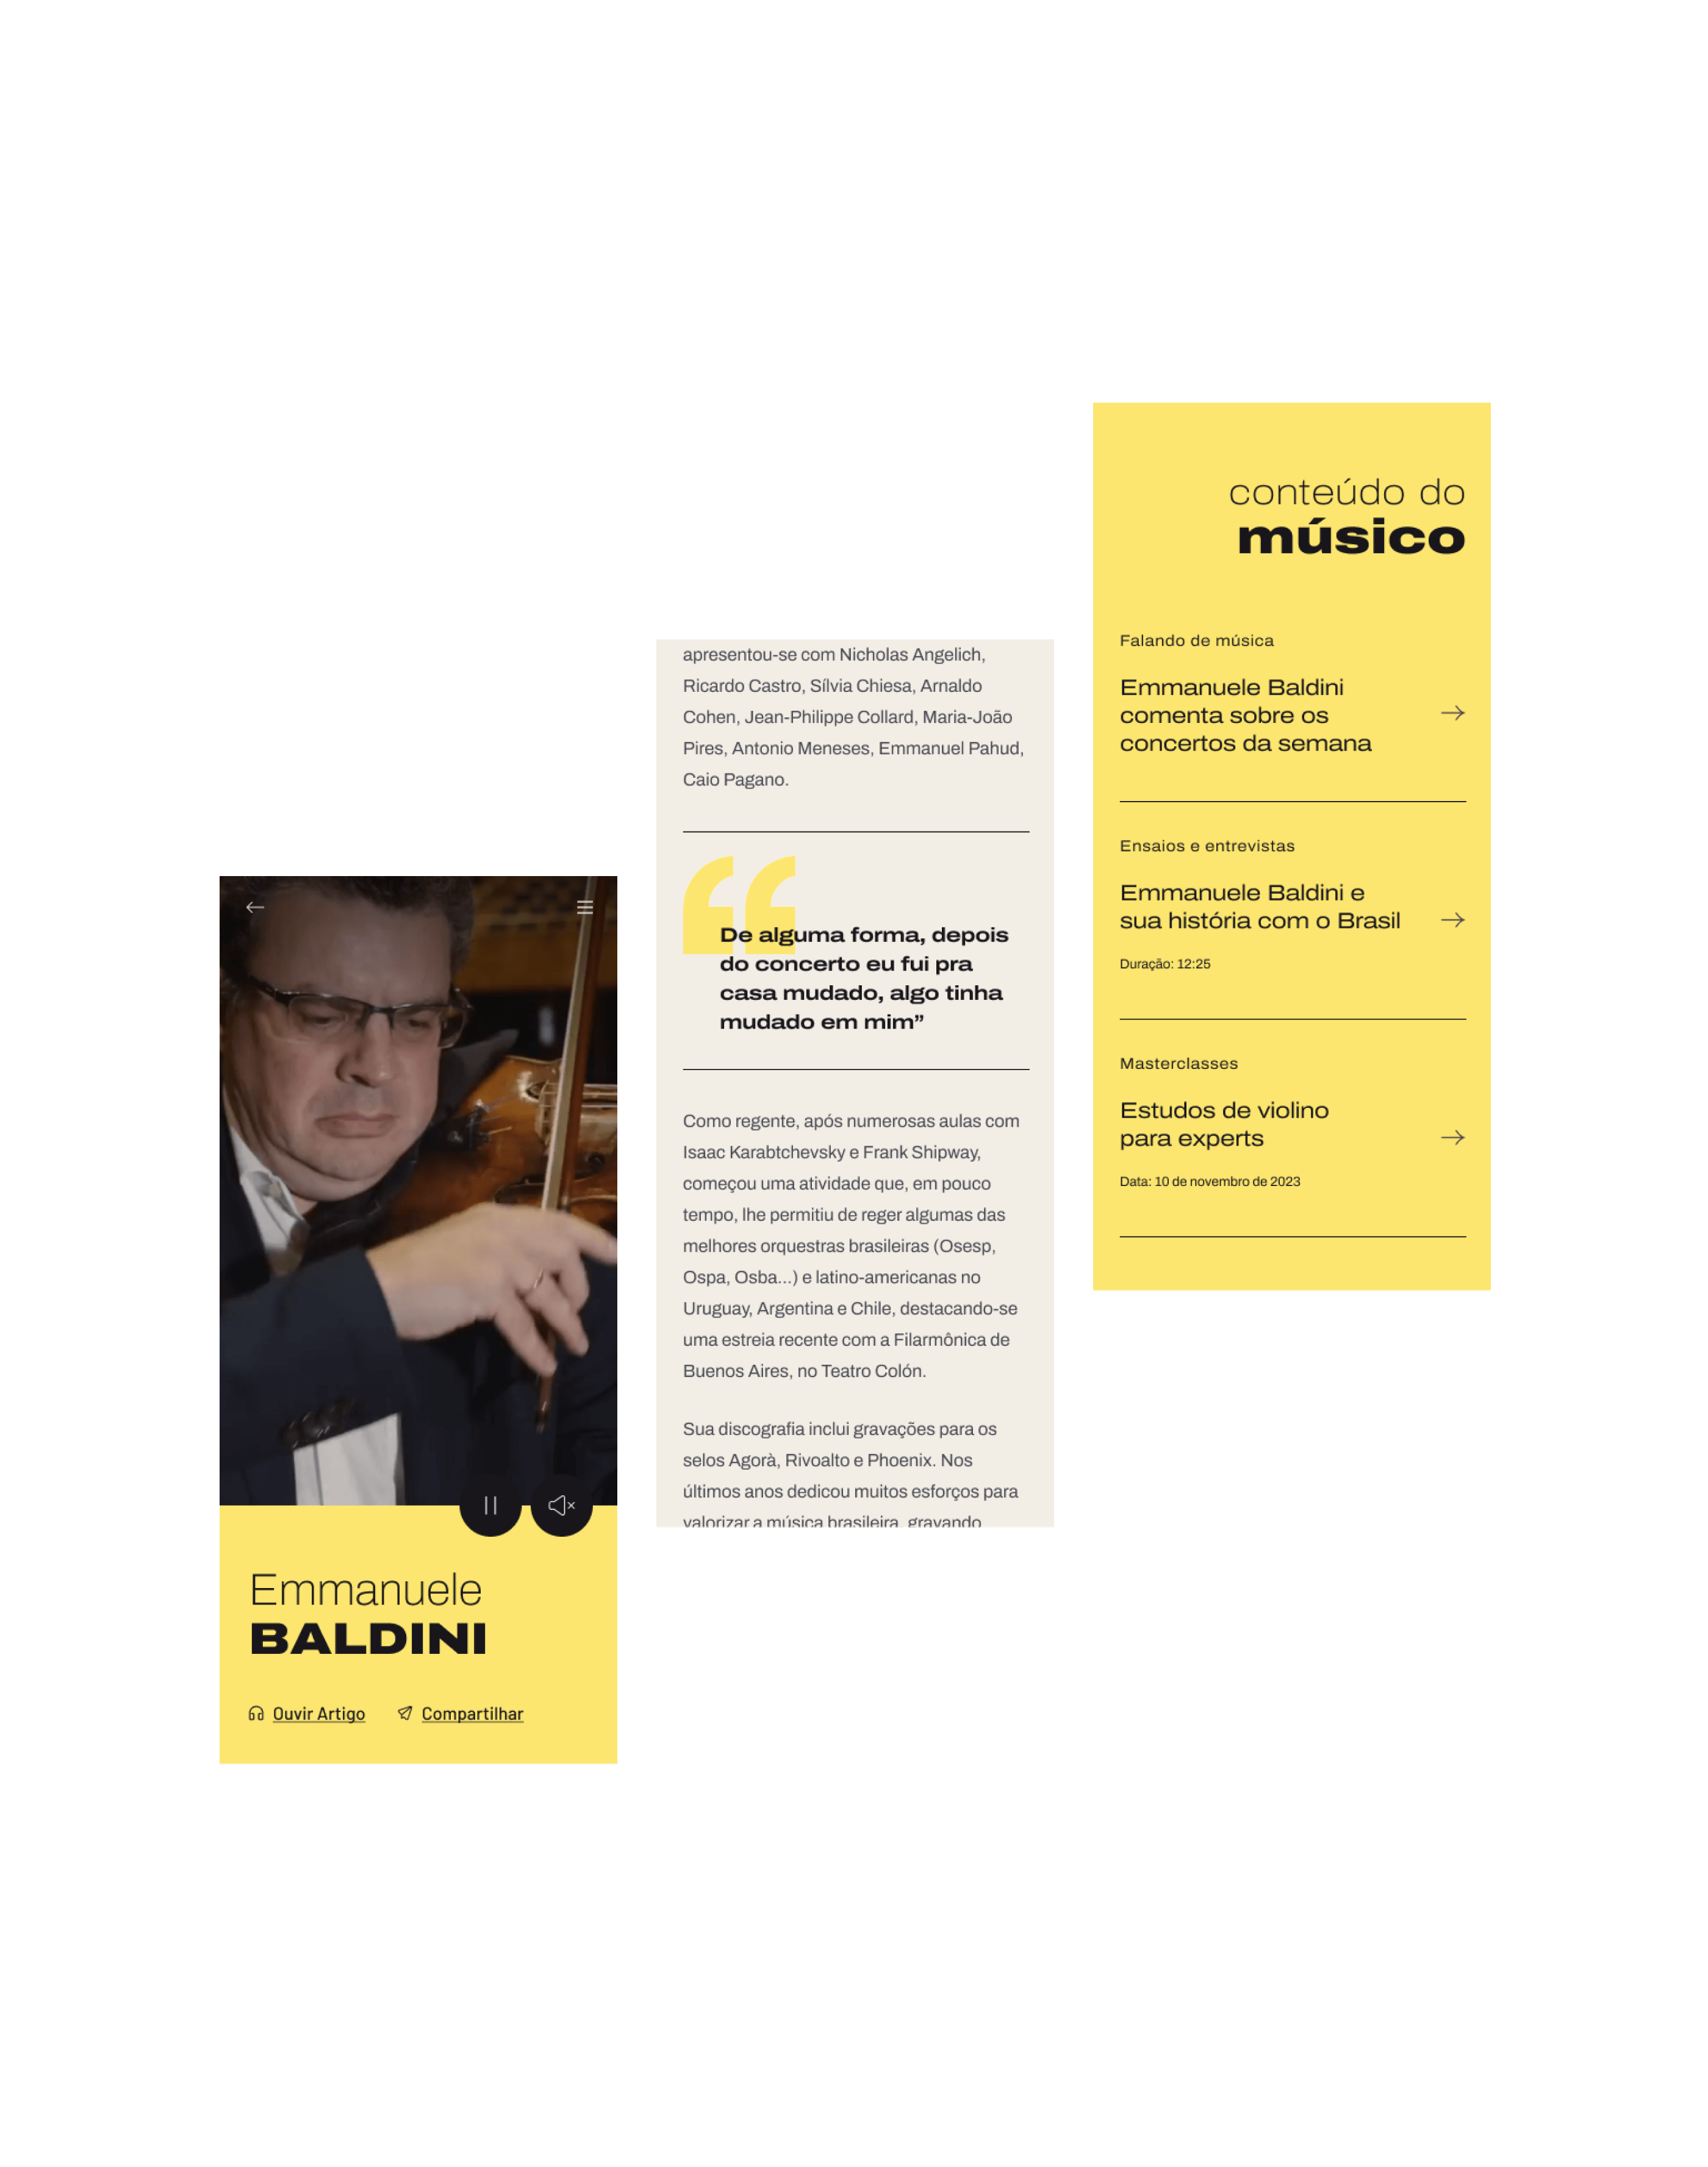 Emmanuele
BALDINI
Ouvir Artigo
Compartilhar
apresentou-se com Nicholas Angelich,
Ricardo Castro, Sílvia Chiesa, Arnaldo
Cohen, Jean-Philippe Collard, Maria-João
Pires, Antonio Meneses, Emmanuel Pahud,
Caio Pagano.
“
De alguma forma, depois
do concerto eu fui pra
casa mudado, algo tinha
mudado em mim”
Como regente, após numerosas aulas com
Isaac Karabtchevsky e Frank Shipway,
começou uma atividade que, em pouco
tempo, lhe permitiu de reger algumas das
melhores orquestras brasileiras (Osesp,
Ospa, Osba...) e latino-americanas no
Uruguay, Argentina e Chile, destacando-se
uma estreia recente com a Filarmônica de
Buenos Aires, no Teatro Colón.
Sua discografia inclui gravações para os
selos Agorà, Rivoalto e Phoenix. Nos
últimos anos dedicou muitos esforços para
valorizar a música brasileira, gravando
conteúdo do
músico
Falando de música
Emmanuele Baldini
comenta sobre os
concertos da semana
Ensaios e entrevistas
Emmanuele Baldini e
sua história com o Brasil
Duração: 12:25
Masterclasses
Estudos de violino
para experts
Data: 10 de novembro de 2023